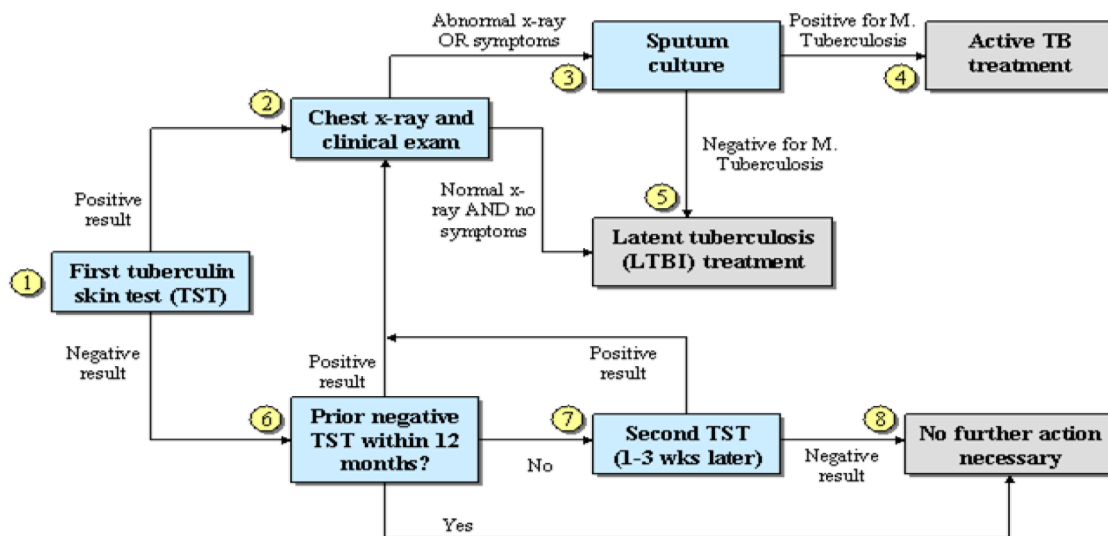 Abnormal x-ray
OR symptoms
Positive for M.
Tuberculosis
3
Sputum
culture
4
Active TB
treatment
2
Chest x-ray and
clinical exam
Negative for M.
Tuberculosis
Positive
result
Normal x-
ray AND no
symptoms
5
Latent tuberculosis
(LTBI) treatment
1
First tuberculin
skin test (TST)
Negative
result
Positive
result
Positive
result
6
Prior negative
TST within 12
months?
No
7
Second TST
(1-3 wks later)
Negative
result
8
No further action
necessary
Yes